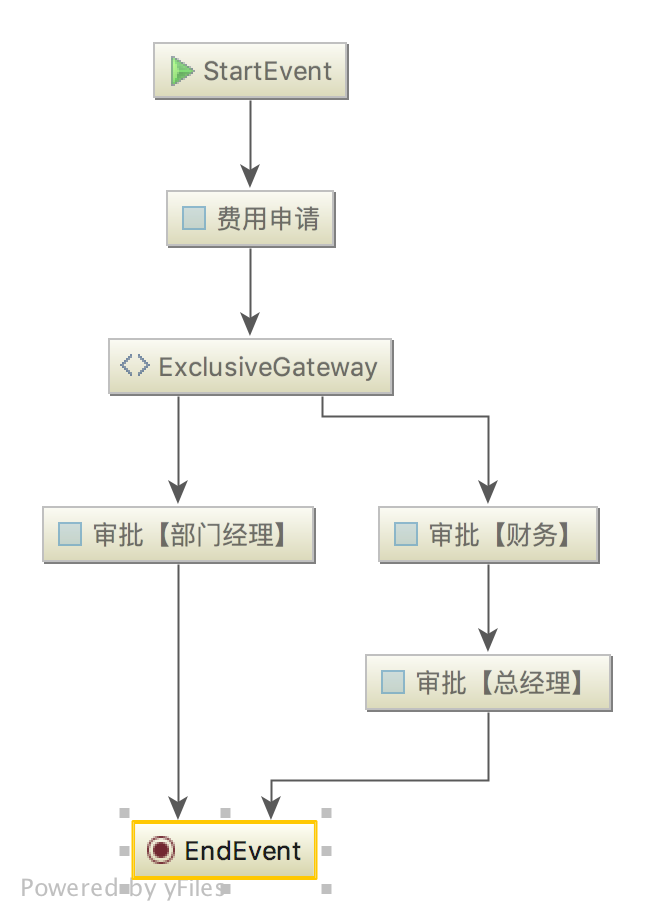 StartEvent
费用申请
ExclusiveGateway
审批【部门经理】
审批【财务】
审批【总经理】
EndEvent
Powered by yFiles